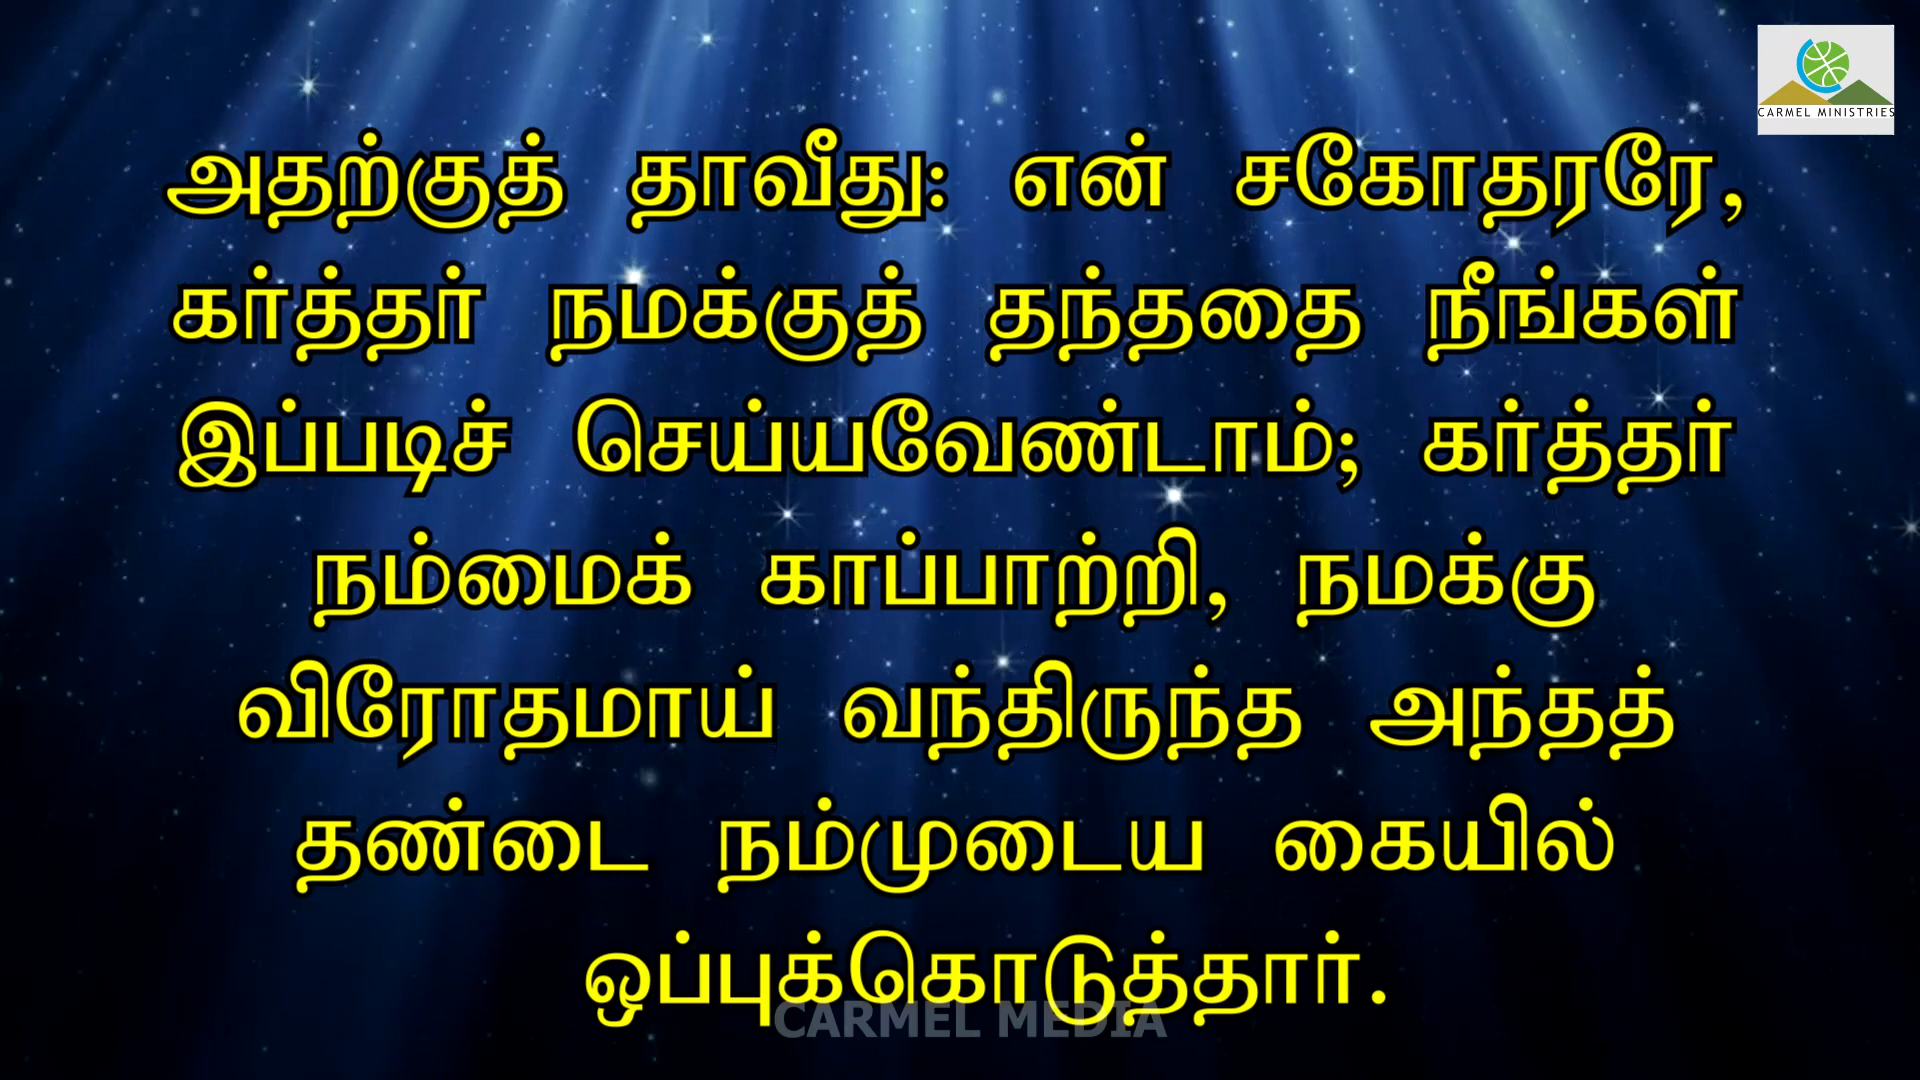 CARMEL MINISTRIES
அதற்குத் தாவீது: என் சகோதரரே,
கர்த்தர் நமக்குத் தந்ததை நீங்கள்
இப்படிச் செய்யவேண்டாம்; கர்த்தர்
நம்மைக் காப்பாற்றி, நமக்கு
விரோதமாய் வந்திருந்த அந்தத்
தண்டை நம்முடைய கையில்
ஒப்புக்கொடுத்தார்.
CARMEL MEDIA